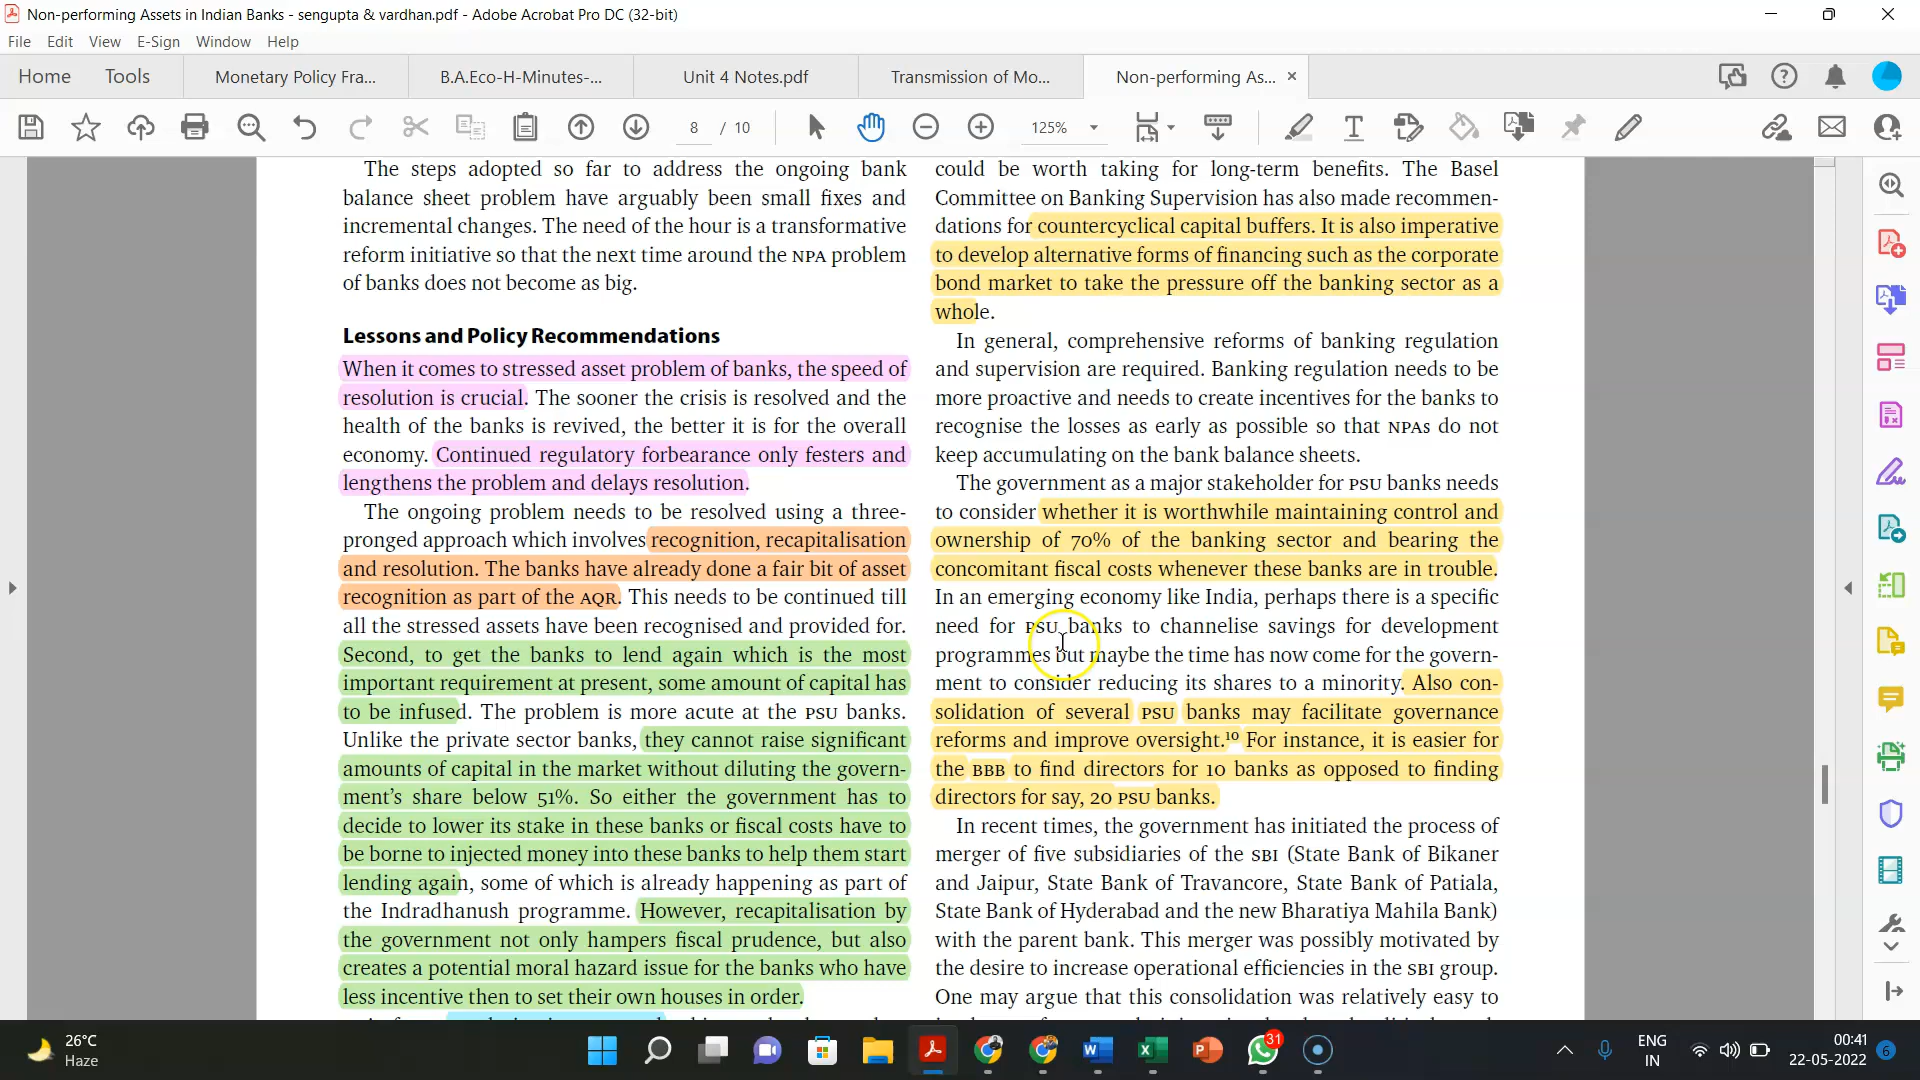 Non-performing Assets in Indian Banks - sengupta & vardhan.pdf - Adobe Acrobat Pro DC (32-bit)
File Edit View E-Sign Window Help
Home Tools Monetary Policy Fra... B.A.Eco-H-Minutes-... Unit 4 Notes.pdf Transmission of Mo... Non-performing As...
8 / 10 125%
The steps adopted so far to address the ongoing bank
balance sheet problem have arguably been small fixes and
incremental changes. The need of the hour is a transformative
reform initiative so that the next time around the NPA problem
of banks does not become as big.
Lessons and Policy Recommendations
When it comes to stressed asset problem of banks, the speed of
resolution is crucial. The sooner the crisis is resolved and the
health of the banks is revived, the better it is for the overall
economy. Continued regulatory forbearance only festers and
lengthens the problem and delays resolution.
The ongoing problem needs to be resolved using a three-
pronged approach which involves recognition, recapitalisation
and resolution. The banks have already done a fair bit of asset
recognition as part of the AQR. This needs to be continued till
all the stressed assets have been recognised and provided for.
Second, to get the banks to lend again which is the most
important requirement at present, some amount of capital has
to be infused. The problem is more acute at the PSU banks.
Unlike the private sector banks, they cannot raise significant
amounts of capital in the market without diluting the govern-
ment's share below 51%. So either the government has to
decide to lower its stake in these banks or fiscal costs have to
be borne to injected money into these banks to help them start
lending again, some of which is already happening as part of
the Indradhanush programme. However, recapitalisation by
the government not only hampers fiscal prudence, but also
creates a potential moral hazard issue for the banks who have
less incentive then to set their own houses in order.
could be worth taking for long-term benefits. The Basel
Committee on Banking Supervision has also made recommen-
dations for countercyclical capital buffers. It is also imperative
to develop alternative forms of financing such as the corporate
bond market to take the pressure off the banking sector as a
whole.
In general, comprehensive reforms of banking regulation
and supervision are required. Banking regulation needs to be
more proactive and needs to create incentives for the banks to
recognise the losses as early as possible so that NPAs do not
keep accumulating on the bank balance sheets.
The government as a major stakeholder for PSU banks needs
to consider whether it is worthwhile maintaining control and
ownership of 70% of the banking sector and bearing the
concomitant fiscal costs whenever these banks are in trouble.
In an emerging economy like India, perhaps there is a specific
need for PSU banks to channelise savings for development
programmes but maybe the time has now come for the govern-
ment to consider reducing its shares to a minority. Also con-
solidation of several PSU banks may facilitate governance
reforms and improve oversight.¹⁰ For instance, it is easier for
the BBB to find directors for 10 banks as opposed to finding
directors for say, 20 PSU banks.
In recent times, the government has initiated the process of
merger of five subsidiaries of the SBI (State Bank of Bikaner
and Jaipur, State Bank of Travancore, State Bank of Patiala,
State Bank of Hyderabad and the new Bharatiya Mahila Bank)
with the parent bank. This merger was possibly motivated by
the desire to increase operational efficiencies in the SBI group.
One may argue that this consolidation was relatively easy to
26°C
Haze
31
ENG
IN
00:41
22-05-2022
6